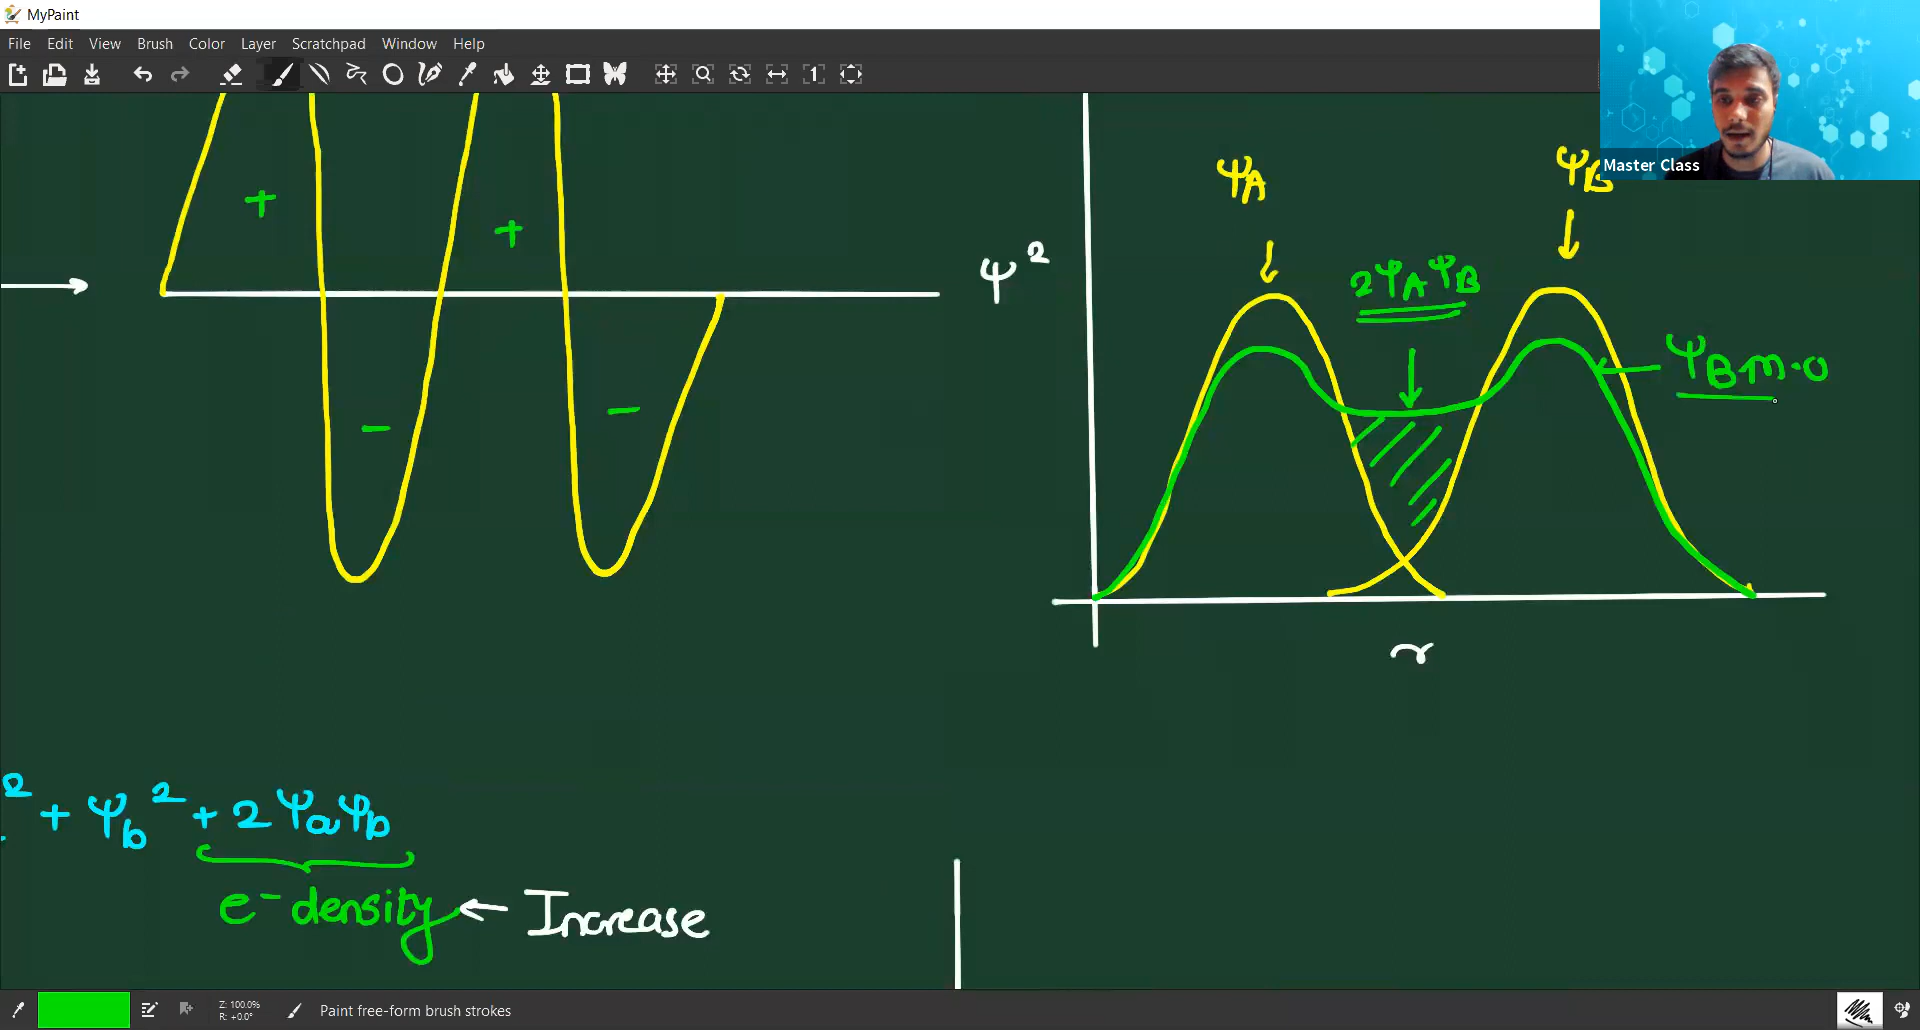 MyPaint
File Edit View Brush Color Layer Scratchpad Window Help
Master Class
+ + - -
ψ²
ψA
ψB
2ψAψB
ψBM.O
r
² + ψb² + 2ψaψb
e⁻ density ← Increase
Z: 100.0%
R: +0.0°
Paint free-form brush strokes